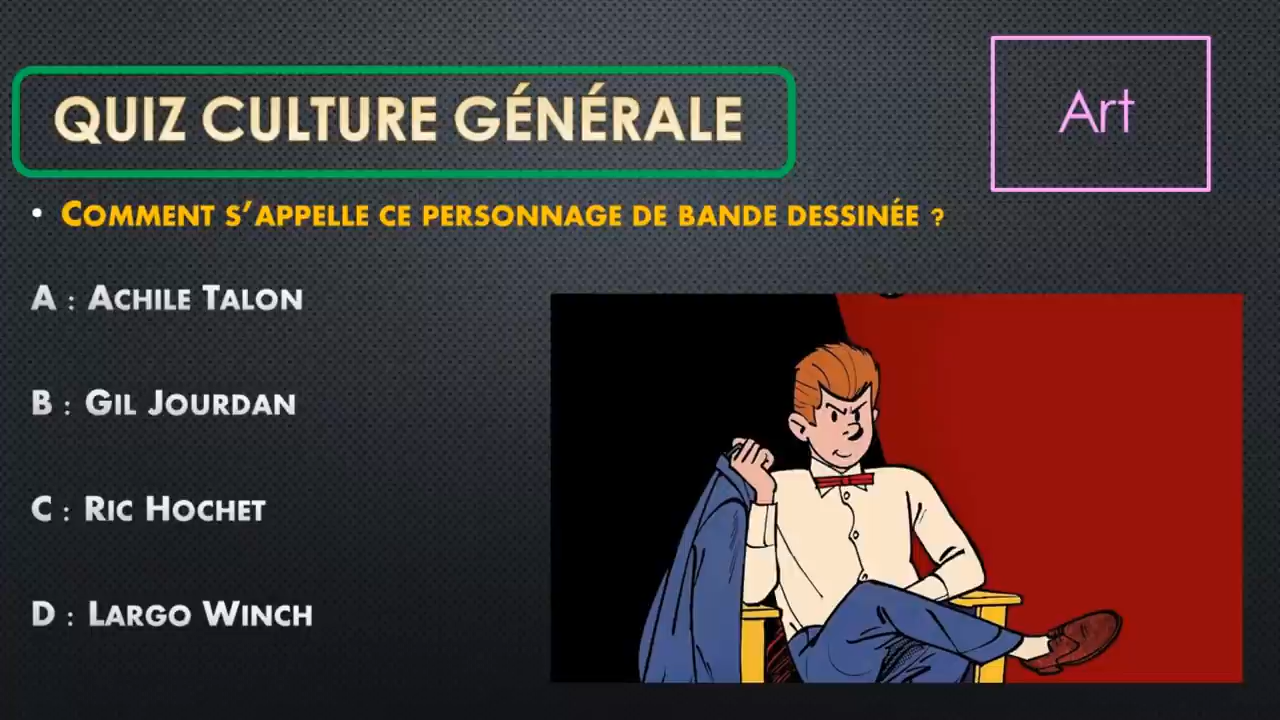 QUIZ CULTURE GÉNÉRALE
Art
• COMMENT S'APPELLE CE PERSONNAGE DE BANDE DESSINÉE ?
A : ACHILE TALON
B : GIL JOURDAN
C : RIC HOCHET
D : LARGO WINCH